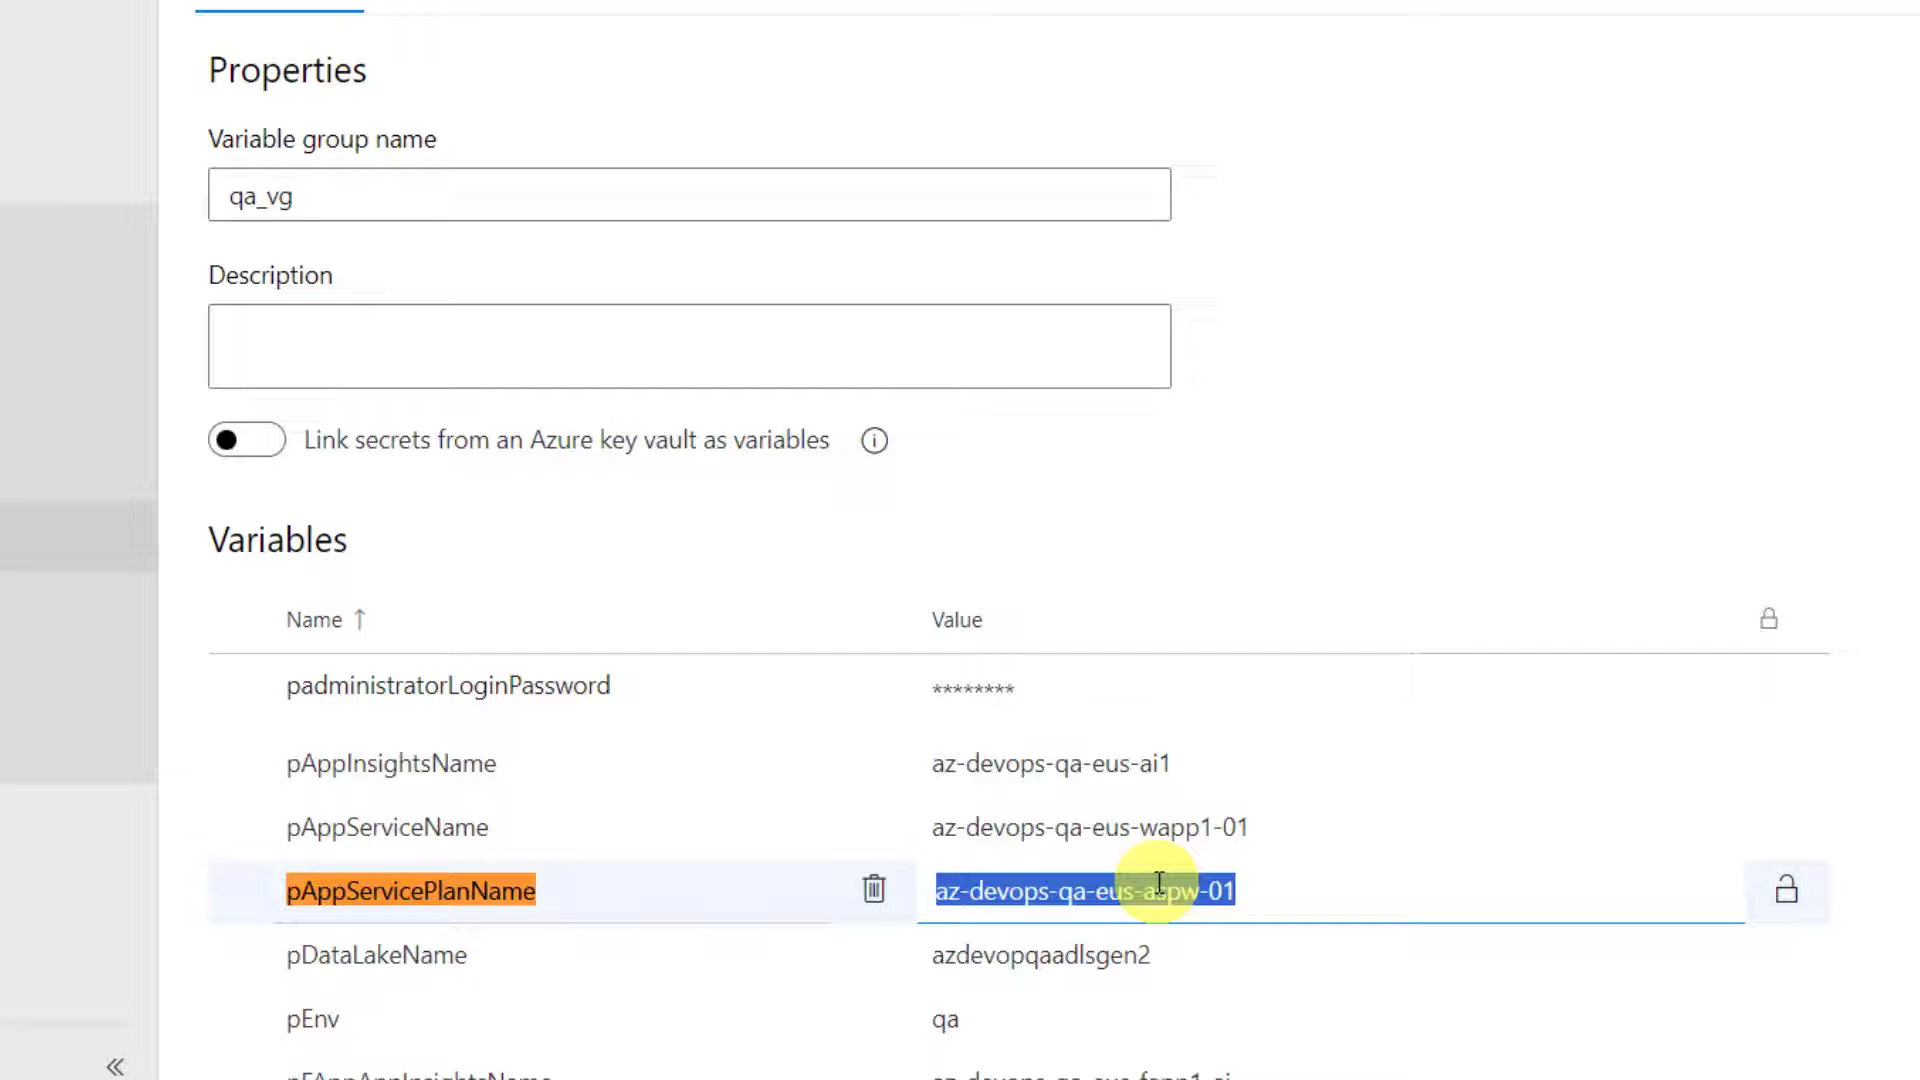 Properties
Variable group name
qa_vg
Description
Link secrets from an Azure key vault as variables
Variables
Name ↑ Value
padministratorLoginPassword ********
pAppInsightsName az-devops-qa-eus-ai1
pAppServiceName az-devops-qa-eus-wapp1-01
pAppServicePlanName az-devops-qa-eus-aspw-01
pDataLakeName azdevopqaadlsgen2
pEnv qa